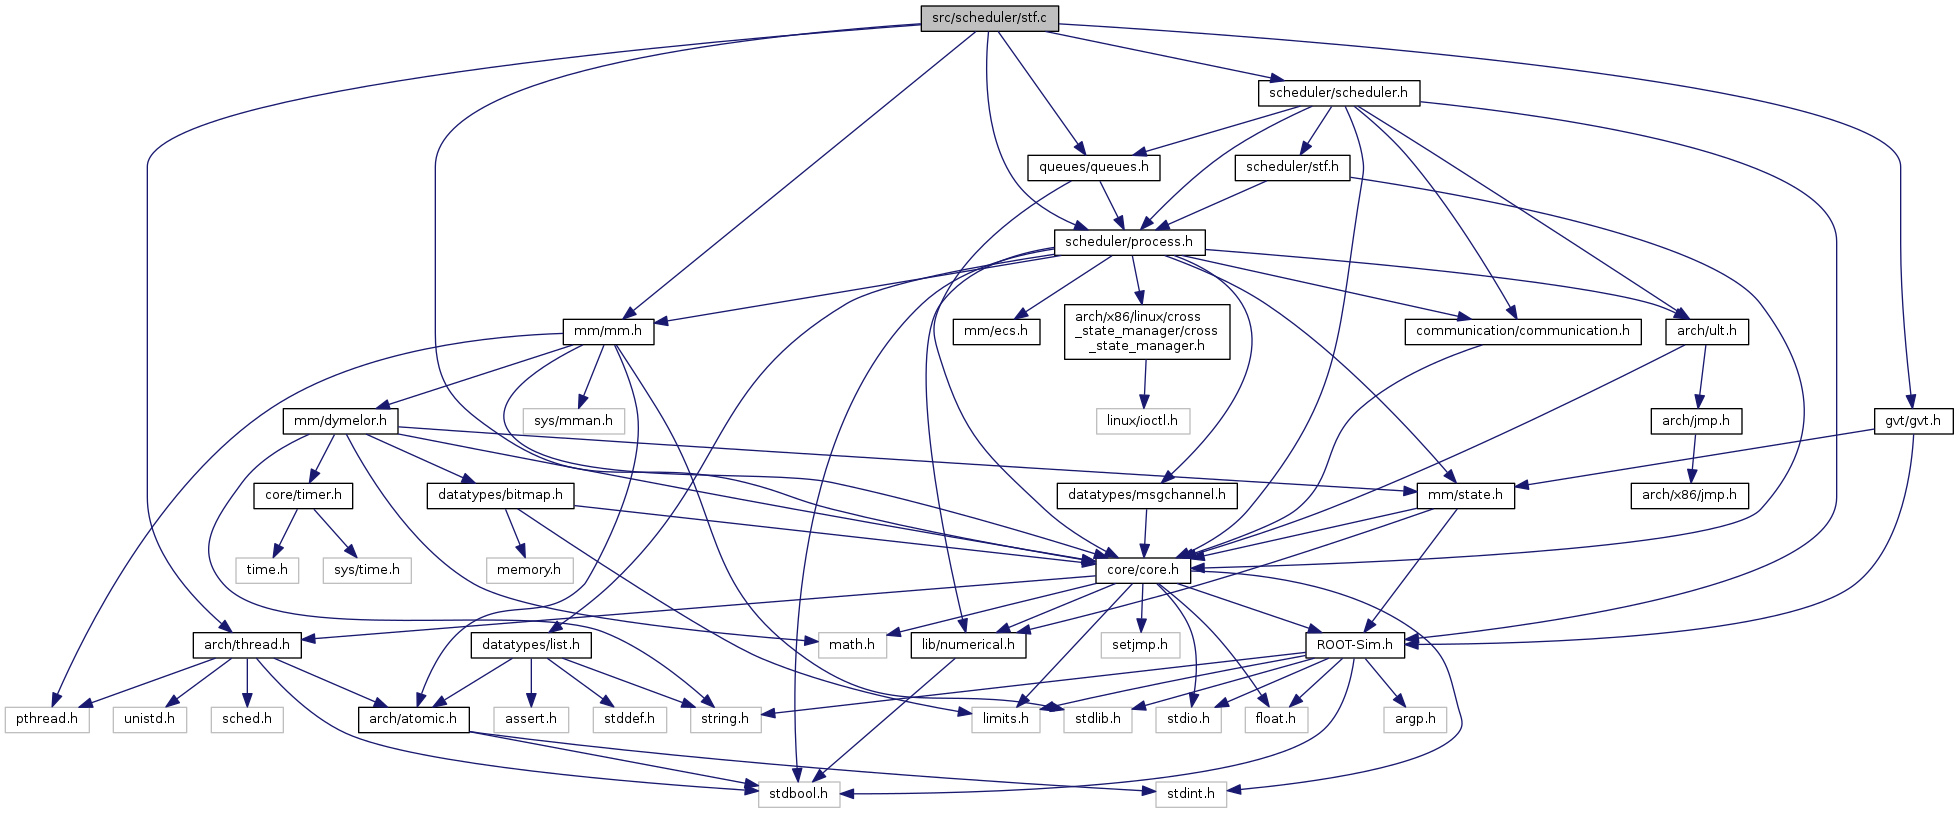 src/scheduler/stf.c
scheduler/scheduler.h
queues/queues.h
scheduler/stf.h
scheduler/process.h
mm/mm.h
mm/ecs.h
arch/x86/linux/cross
_state_manager/cross
_state_manager.h
communication/communication.h
arch/ult.h
mm/dymelor.h
sys/mman.h
linux/ioctl.h
arch/jmp.h
gvt/gvt.h
core/timer.h
datatypes/bitmap.h
datatypes/msgchannel.h
mm/state.h
arch/x86/jmp.h
time.h
sys/time.h
memory.h
core/core.h
arch/thread.h
datatypes/list.h
math.h
lib/numerical.h
setjmp.h
ROOT-Sim.h
pthread.h
unistd.h
sched.h
arch/atomic.h
assert.h
stddef.h
string.h
limits.h
stdlib.h
stdio.h
float.h
argp.h
stdbool.h
stdint.h